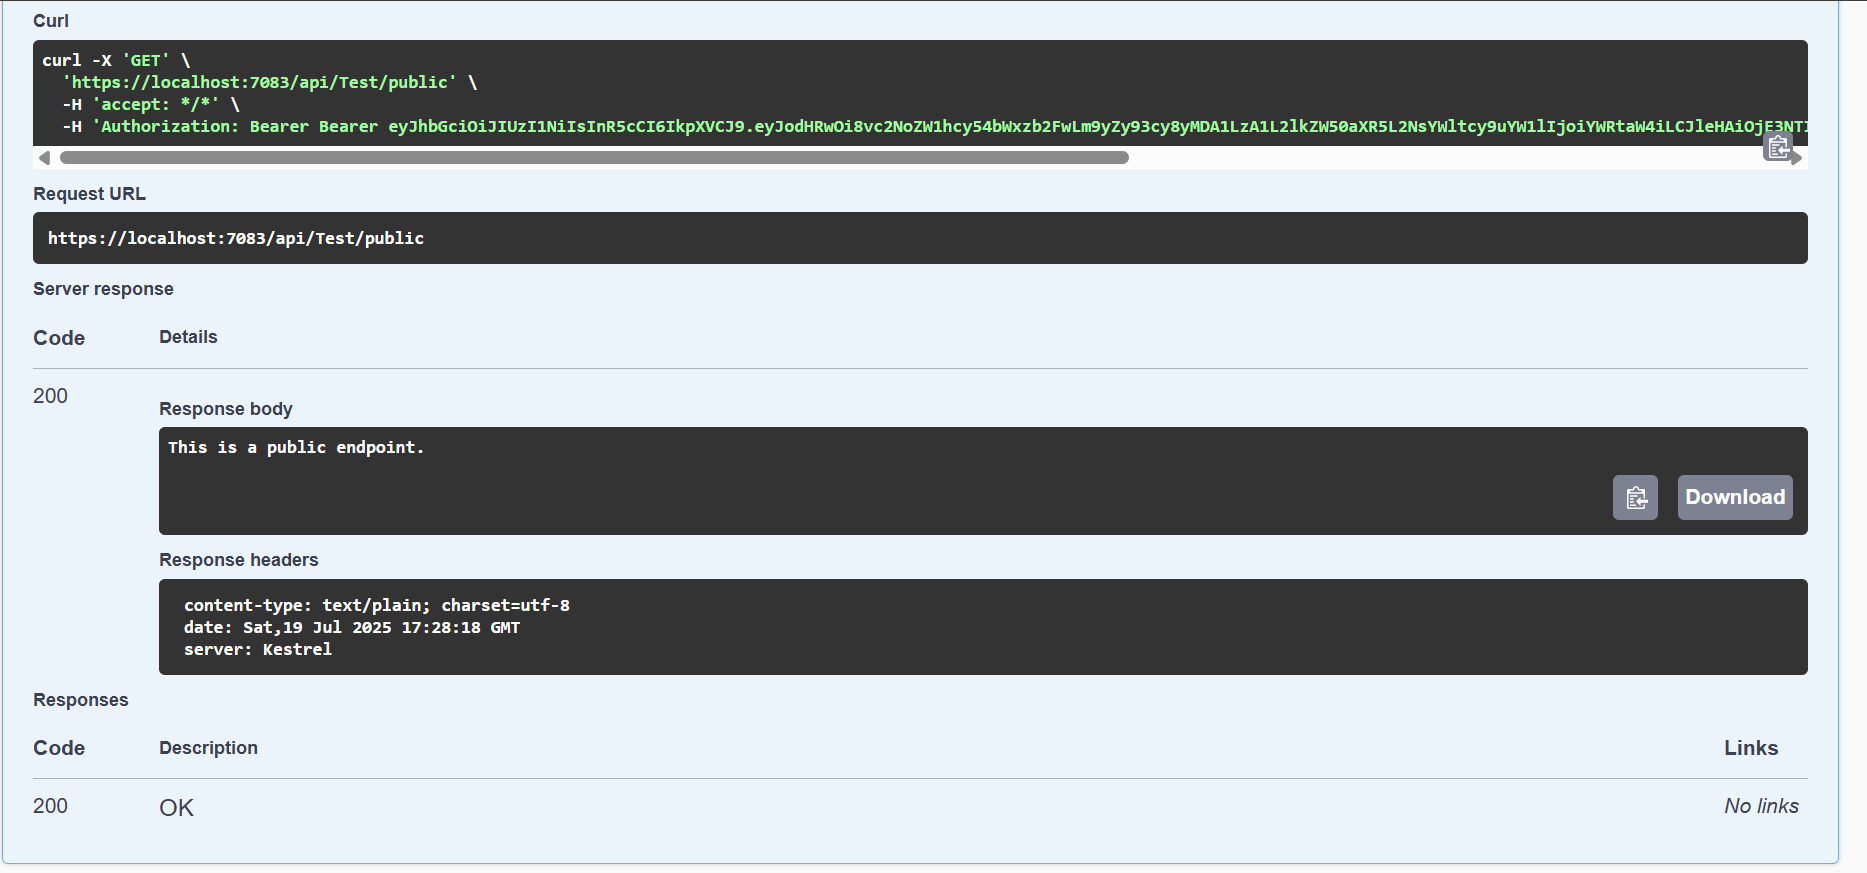 Curl
curl -X 'GET' \
'https://localhost:7083/api/Test/public' \
-H 'accept: */*' \
-H 'Authorization: Bearer Bearer eyJhbGciOiJIUzI1NiIsInR5cCI6IkpXVCJ9.eyJodHRwOi8vc2NoZW1hcy54bWxzb2FwLm9yZy93cy8yMDA1LzA1L2lkZW50aXR5L2NsYWltcy9uYW1lIjoiYWRtaW4iLCJleHAiOjE3NTI
Request URL
https://localhost:7083/api/Test/public
Server response
Code Details
200
Response body
This is a public endpoint.
Download
Response headers
content-type: text/plain; charset=utf-8
date: Sat,19 Jul 2025 17:28:18 GMT
server: Kestrel
Responses
Code Description Links
200 OK No links